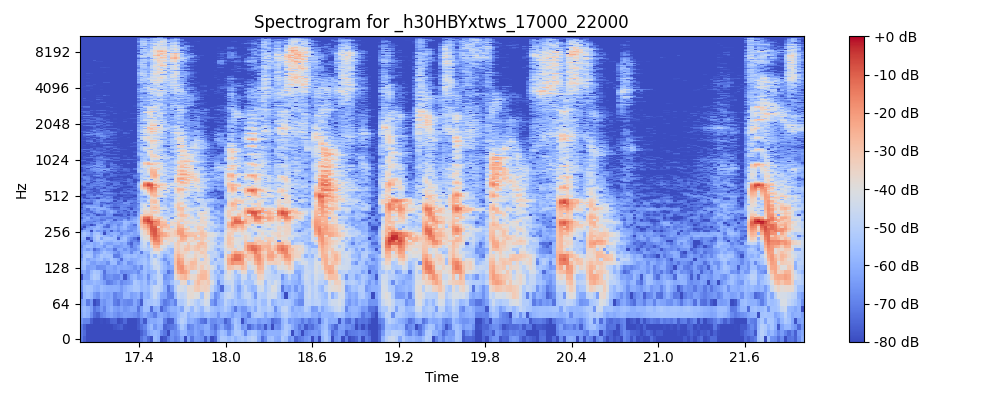 Spectrogram for _h30HBYxtws_17000_22000
8192
4096
2048
1024
512
256
128
64
0
Hz
17.4 18.0 18.6 19.2 19.8 20.4 21.0 21.6
Time
+0 dB
-10 dB
-20 dB
-30 dB
-40 dB
-50 dB
-60 dB
-70 dB
-80 dB